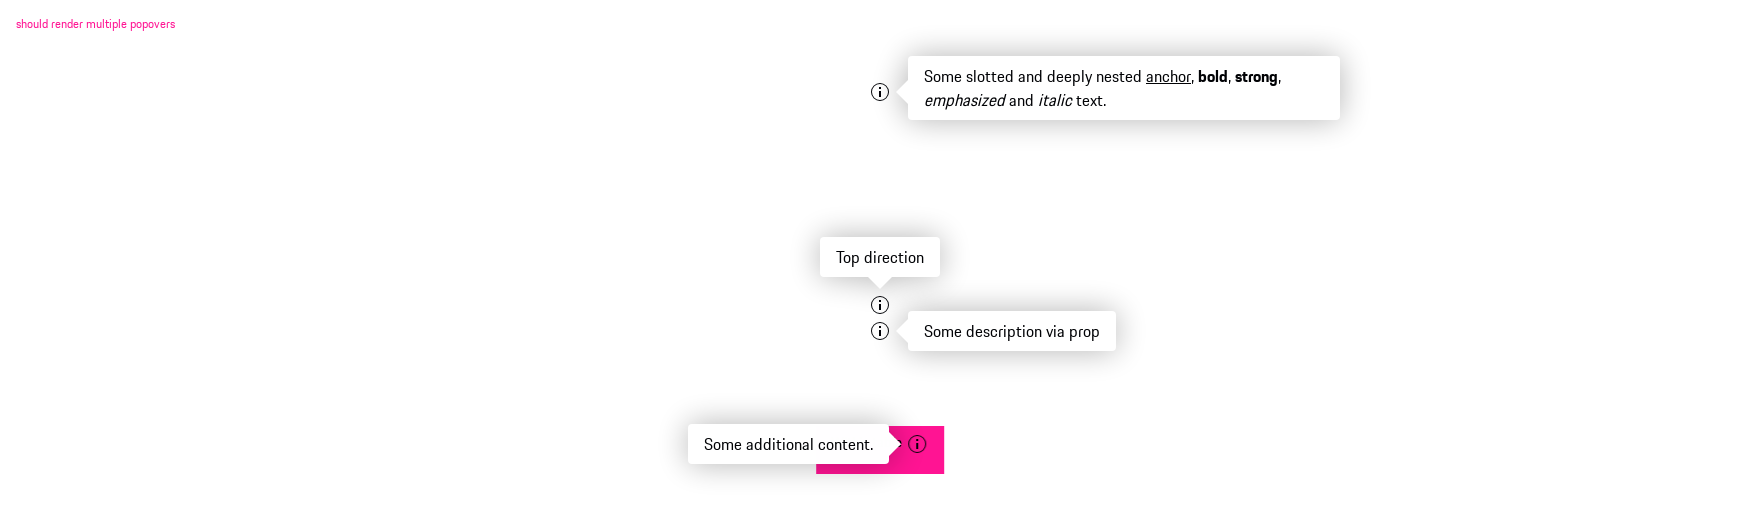 should render multiple popovers
Some slotted and deeply nested anchor, bold, strong,
emphasized and italic text.
Top direction
Some description via prop
Some additional content.